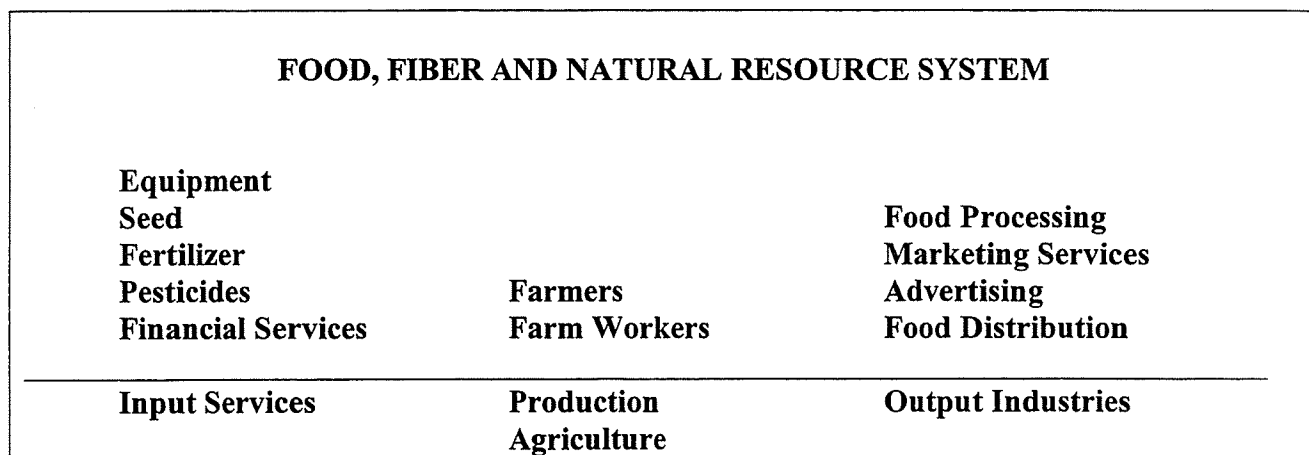 FOOD, FIBER AND NATURAL RESOURCE SYSTEM
Equipment
Seed
Fertilizer
Pesticides
Financial Services
Farmers
Farm Workers
Food Processing
Marketing Services
Advertising
Food Distribution
Input Services
Production
Agriculture
Output Industries